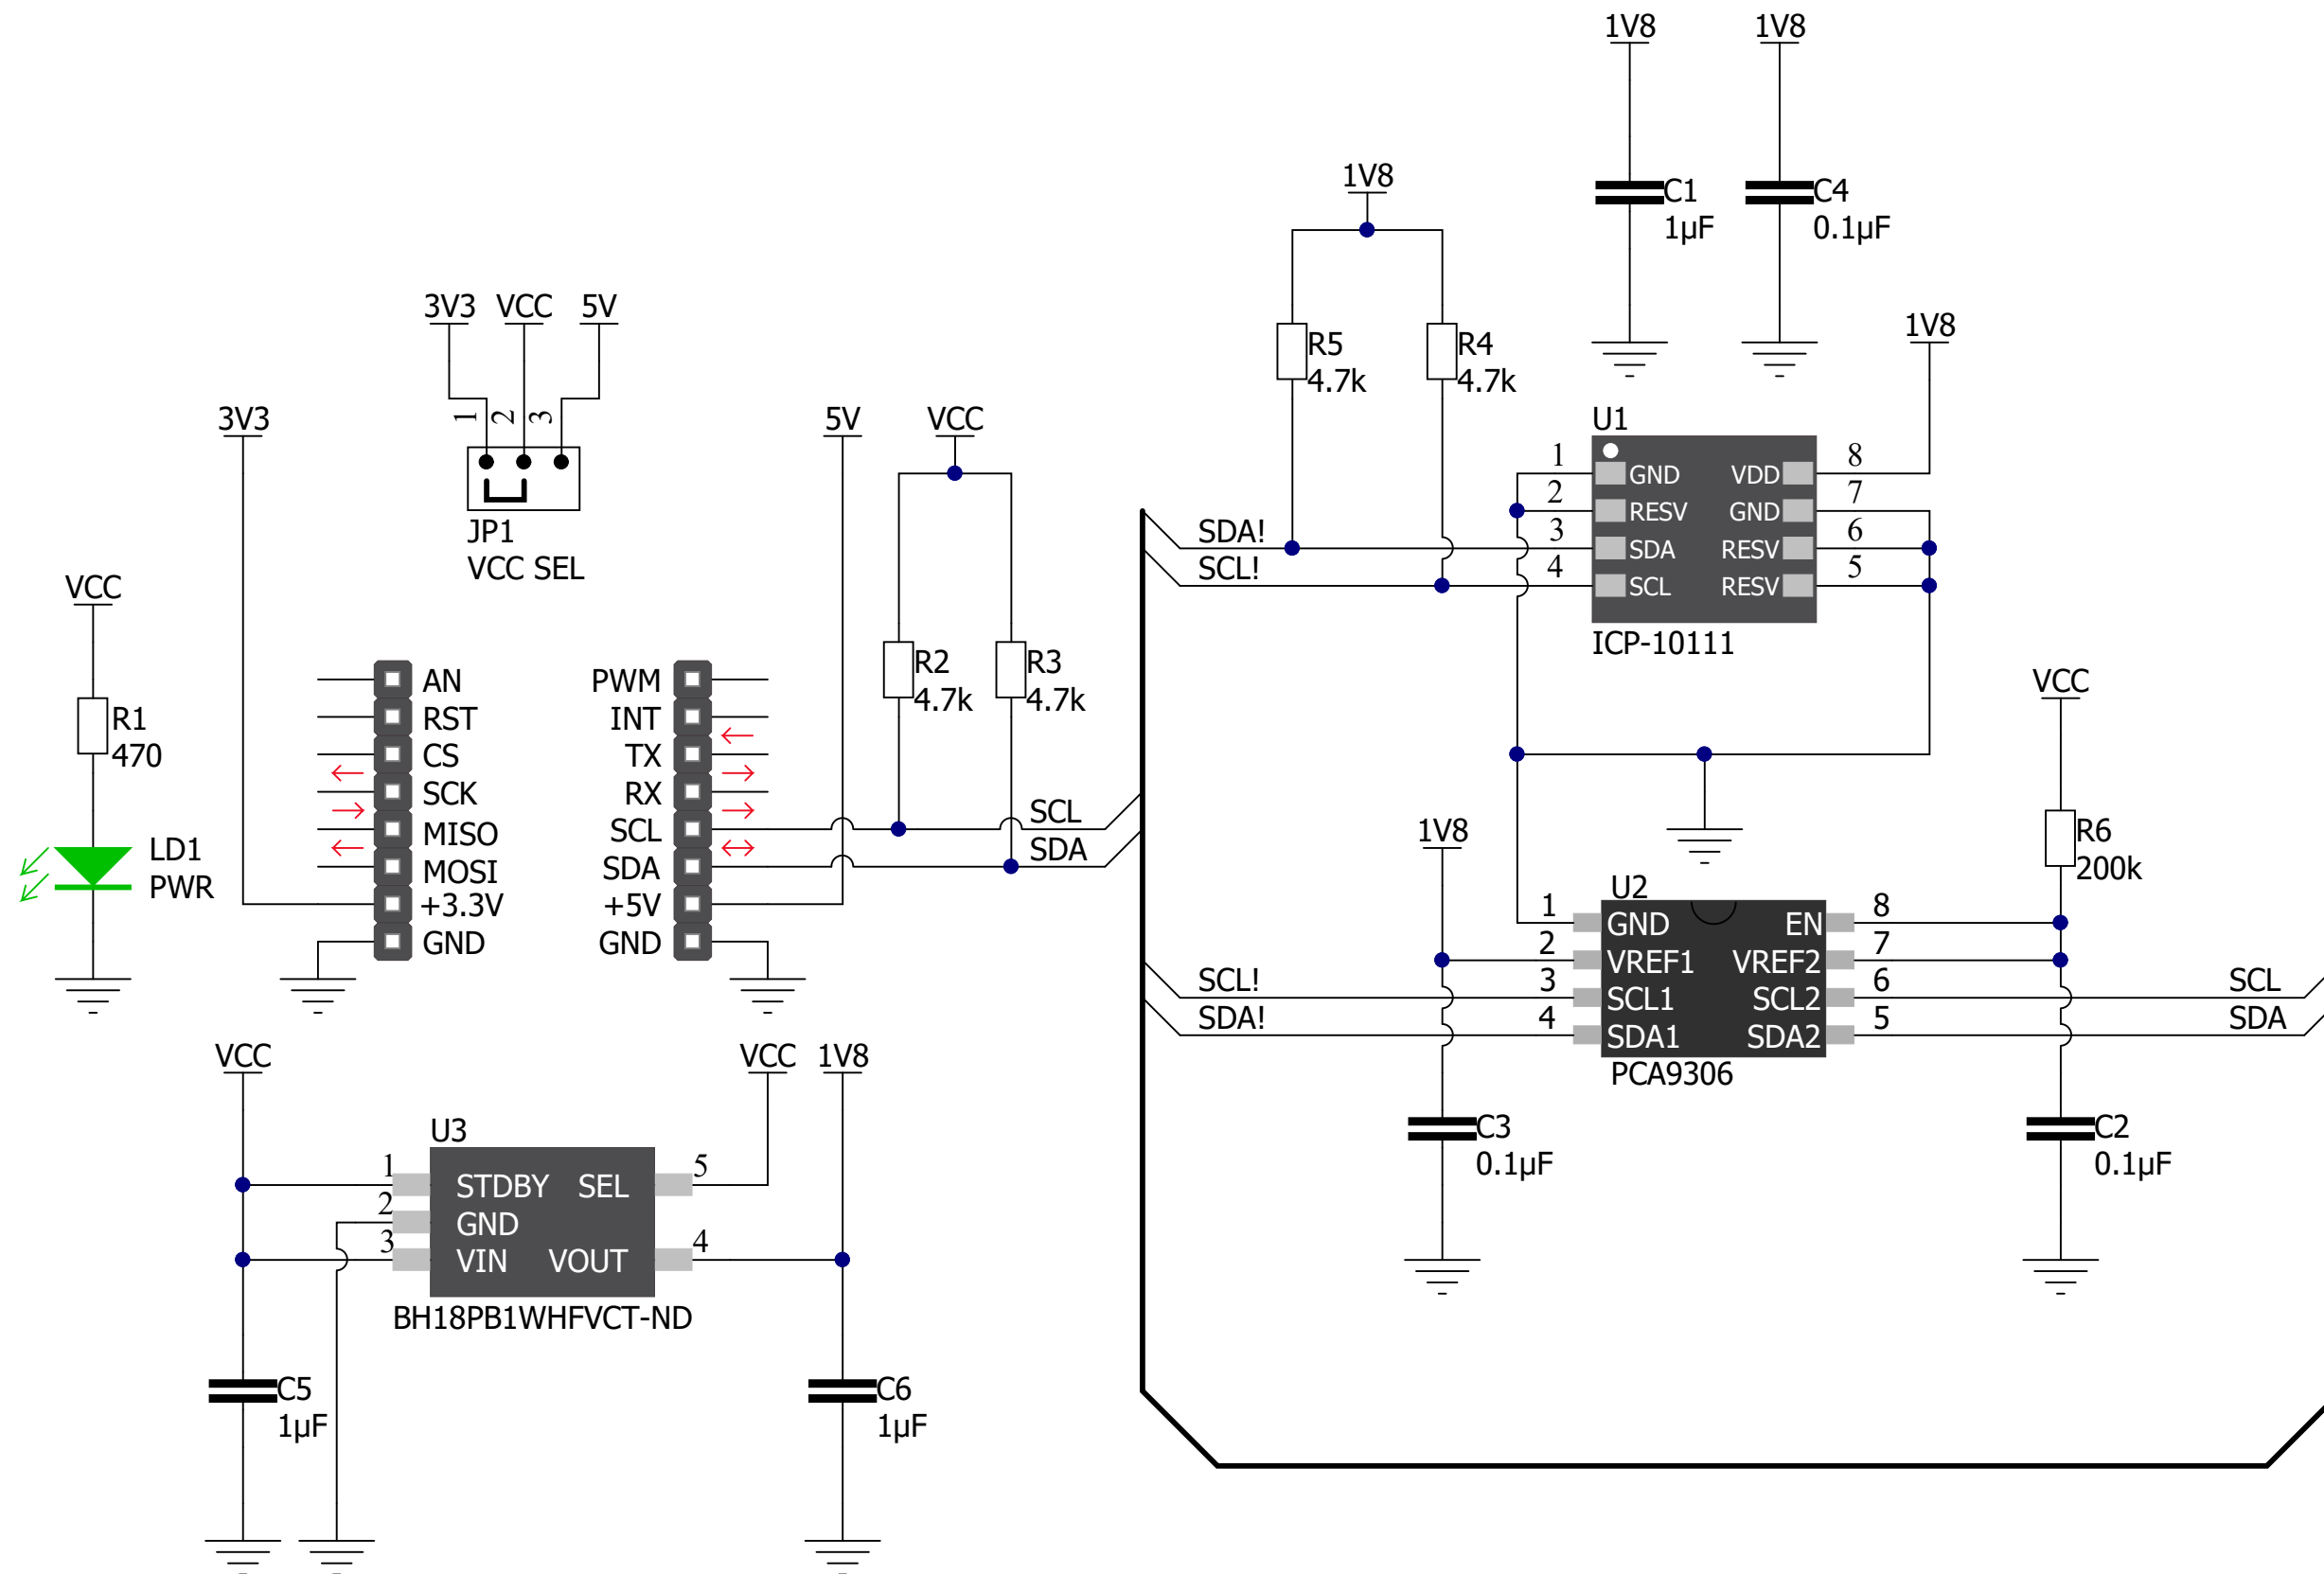 1V8
1V8
C1
1µF
C4
0.1µF
1V8
R5
4.7k
R4
4.7k
1V8
3V3
VCC
5V
1
2
3
JP1
VCC SEL
3V3
5V
VCC
U1
1
2
3
4
GND
RESV
SDA
SCL
VDD
GND
RESV
RESV
8
7
6
5
ICP-10111
SDA!
SCL!
VCC
R1
470
LD1
PWR
AN
RST
CS
SCK
MISO
MOSI
+3.3V
GND
PWM
INT
TX
RX
SCL
SDA
+5V
GND
R2
4.7k
R3
4.7k
SCL
SDA
VCC
R6
200k
1V8
U2
1
2
3
4
GND
VREF1
SCL1
SDA1
EN
VREF2
SCL2
SDA2
8
7
6
5
PCA9306
SCL!
SDA!
SCL
SDA
C3
0.1µF
C2
0.1µF
VCC
VCC
1V8
U3
1
2
3
STDBY
GND
VIN
SEL
VOUT
5
4
BH18PB1WHFVCT-ND
C5
1µF
C6
1µF